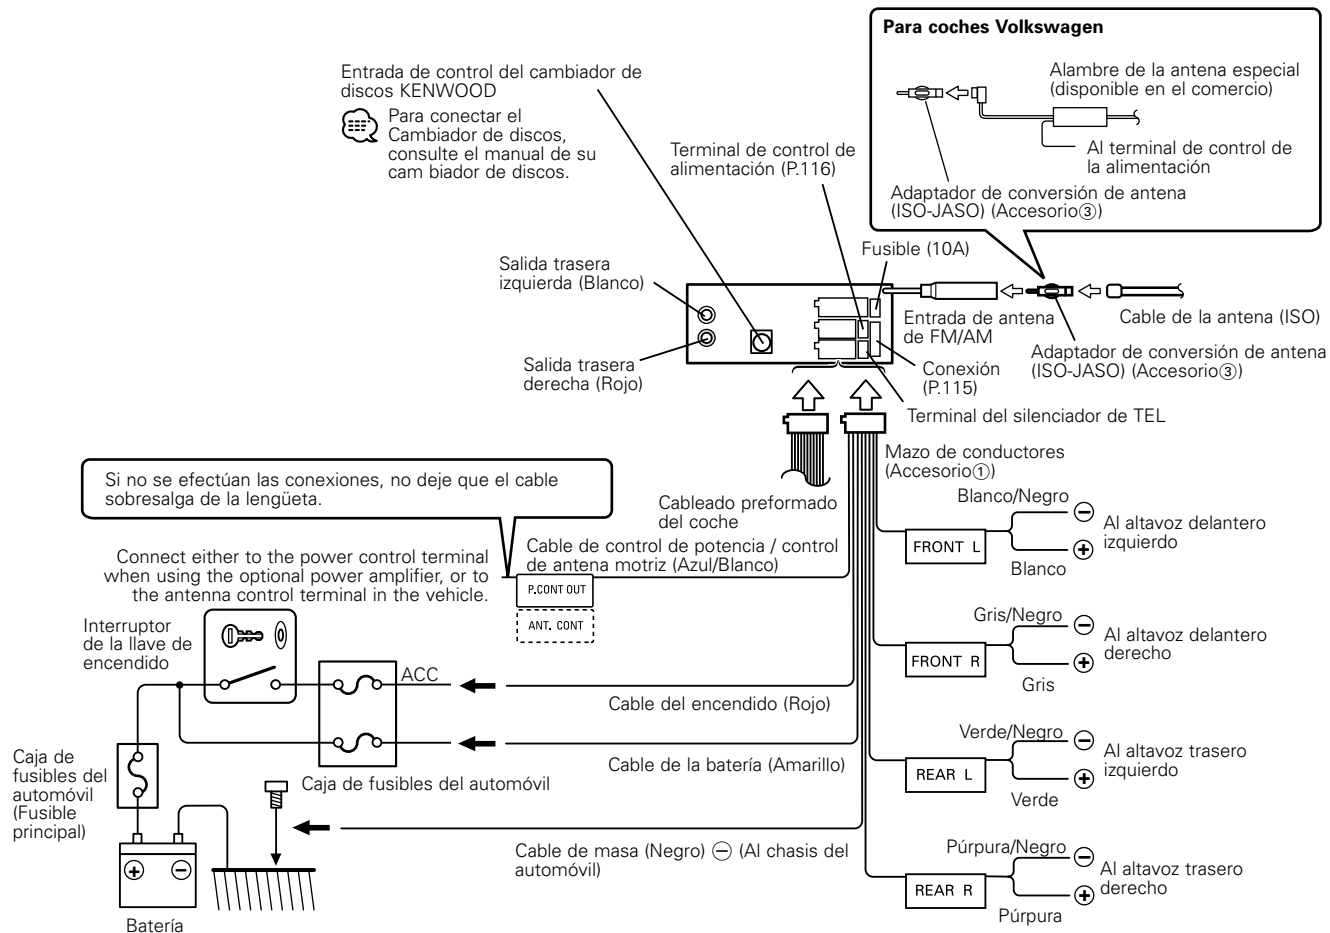 Para coches Volkswagen
Alambre de la antena especial
(disponible en el comercio)
Al terminal de control de
la alimentación
Adaptador de conversión de antena
(ISO-JASO) (Accesorio③)
Entrada de control del cambiador de
discos KENWOOD
Para conectar el
Cambiador de discos,
consulte el manual de su
cam biador de discos.
Terminal de control de
alimentación (P.116)
Fusible (10A)
Salida trasera
izquierda (Blanco)
Salida trasera
derecha (Rojo)
Entrada de antena
de FM/AM
Cable de la antena (ISO)
Adaptador de conversión de antena
(ISO-JASO) (Accesorio③)
Conexión
(P.115)
Terminal del silenciador de TEL
Mazo de conductores
(Accesorio①)
Cableado preformado
del coche
Si no se efectúan las conexiones, no deje que el cable
sobresalga de la lengüeta.
Cable de control de potencia / control
de antena motriz (Azul/Blanco)
Connect either to the power control terminal
when using the optional power amplifier, or to
the antenna control terminal in the vehicle.
P.CONT OUT
ANT. CONT
Blanco/Negro
⊖
FRONT L
⊕
Blanco
Al altavoz delantero
izquierdo
Gris/Negro
⊖
FRONT R
⊕
Gris
Al altavoz delantero
derecho
Interruptor
de la llave de
encendido
ACC
Cable del encendido (Rojo)
Verde/Negro
⊖
REAR L
⊕
Verde
Al altavoz trasero
izquierdo
Cable de la batería (Amarillo)
Caja de
fusibles del
automóvil
(Fusible
principal)
Caja de fusibles del automóvil
Cable de masa (Negro) ⊖ (Al chasis del
automóvil)
Púrpura/Negro
⊖
REAR R
⊕
Púrpura
Al altavoz trasero
derecho
⊕ ⊖
Batería